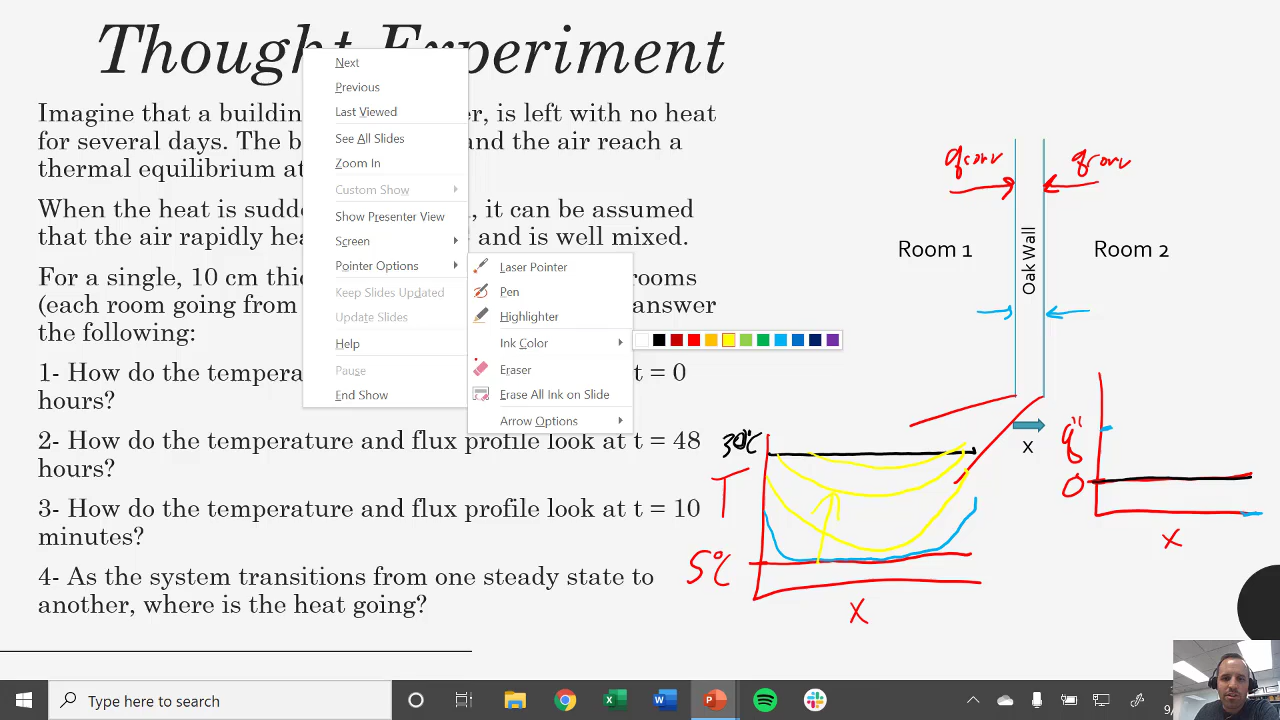 Thought Experiment
Imagine that a buildin er, is left with no heat
for several days. The b and the air reach a
thermal equilibrium at
When the heat is sudde , it can be assumed
that the air rapidly hea and is well mixed.
For a single, 10 cm thi rooms
(each room going from answer
the following:
1- How do the tempera at t = 0
hours?
2- How do the temperature and flux profile look at t = 48
hours?
3- How do the temperature and flux profile look at t = 10
minutes?
4- As the system transitions from one steady state to
another, where is the heat going?
Next
Previous
Last Viewed
See All Slides
Zoom In
Custom Show
Show Presenter View
Screen
Pointer Options
Keep Slides Updated
Update Slides
Help
Pause
End Show
Laser Pointer
Pen
Highlighter
Ink Color
Eraser
Erase All Ink on Slide
Arrow Options
qconv
qconv
Room 1
Oak Wall
Room 2
x
30°C
T
5°C
x
q"
0
x
Type here to search